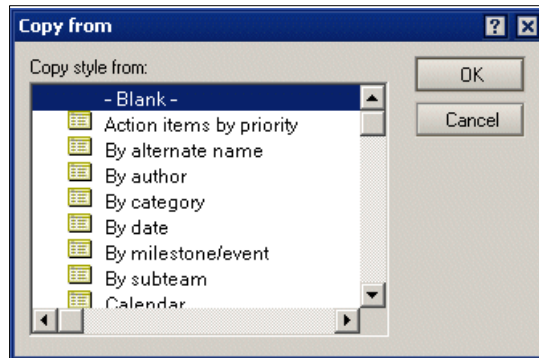 Copy from
Copy style from:
- Blank -
Action items by priority
By alternate name
By author
By category
By date
By milestone/event
By subteam
Calendar
OK
Cancel